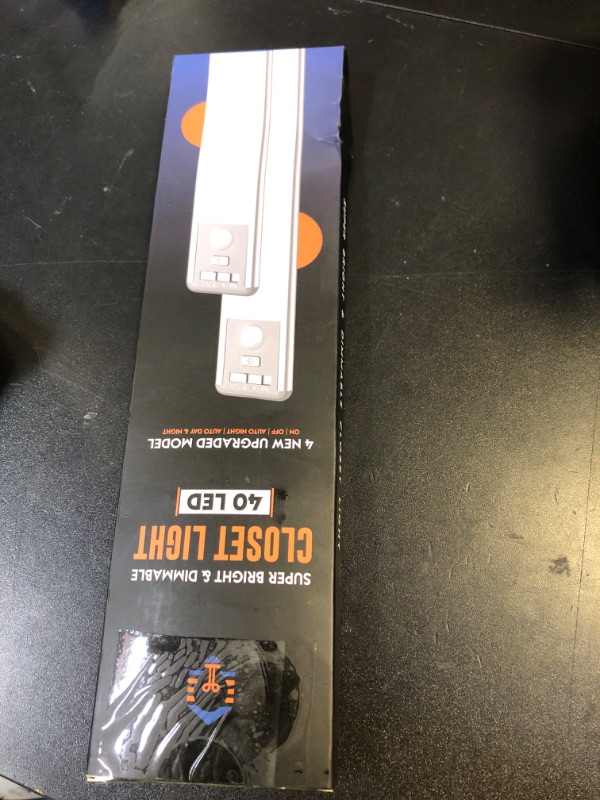 SUPER BRIGHT & DIMMABLE
CLOSET LIGHT
40 LED
4 NEW UPGRADED MODEL
ON | OFF | AUTO NIGHT | AUTO DAY & NIGHT